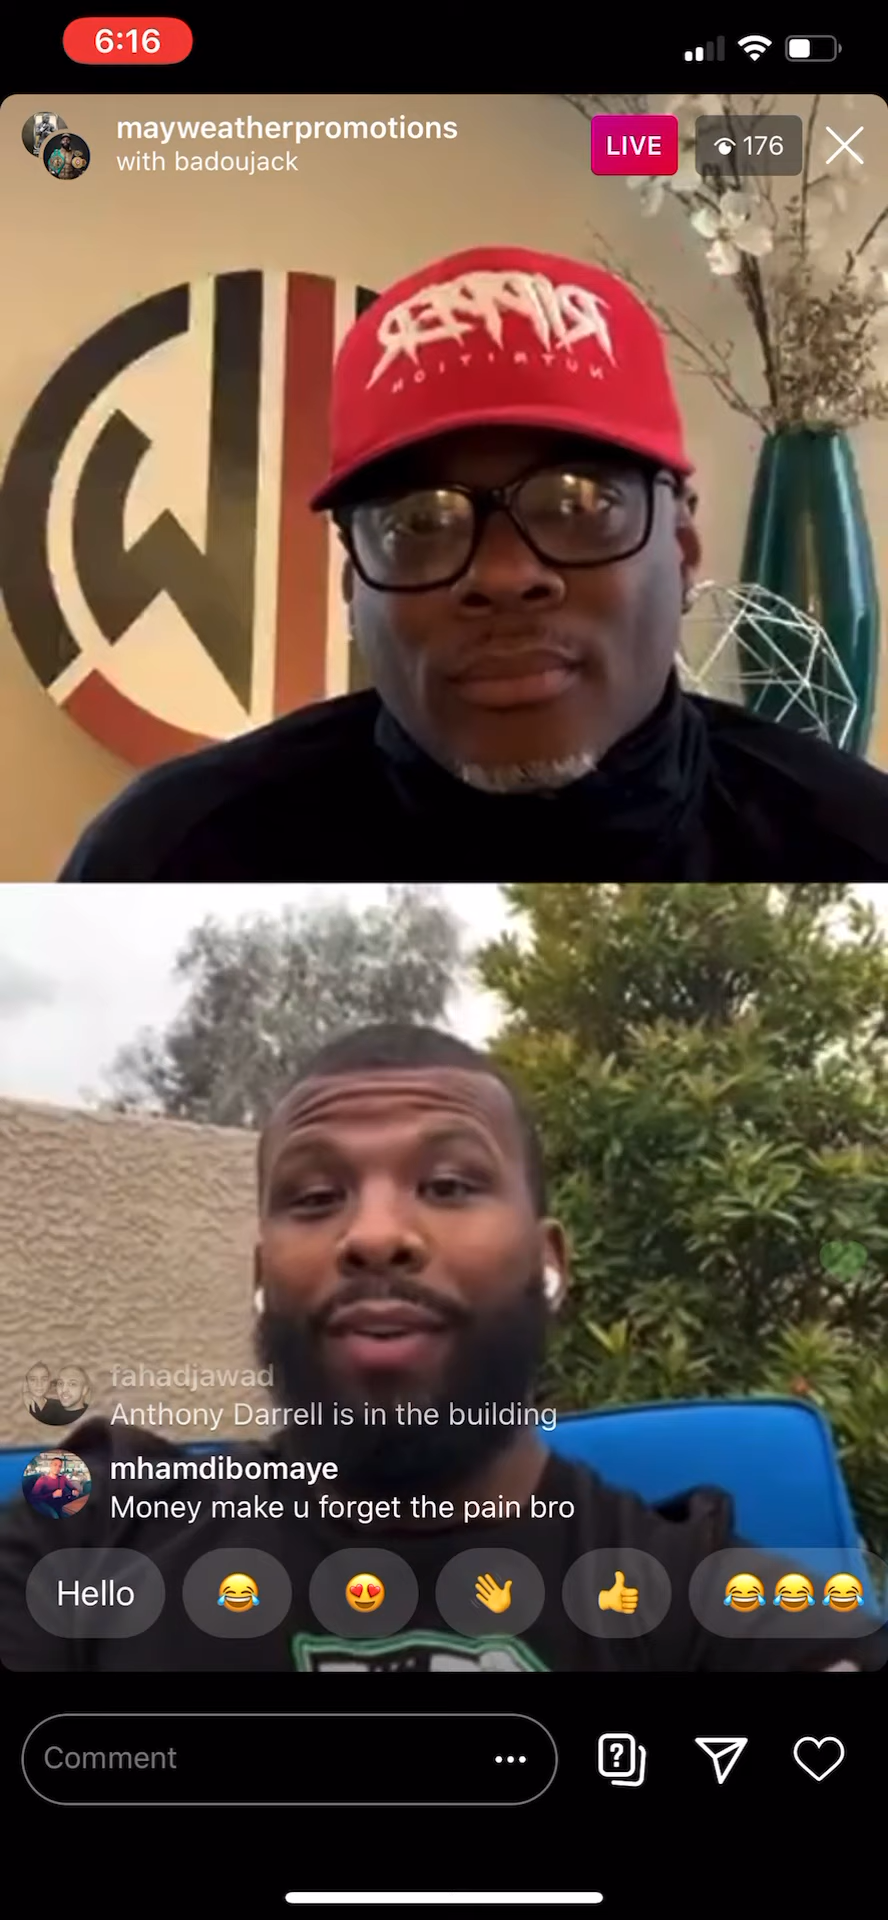 6:16
mayweatherpromotions
with badoujack
LIVE
176
RIPPER
NUTRITION
fahadjawad
Anthony Darrell is in the building
mhamdibomaye
Money make u forget the pain bro
Hello
Comment